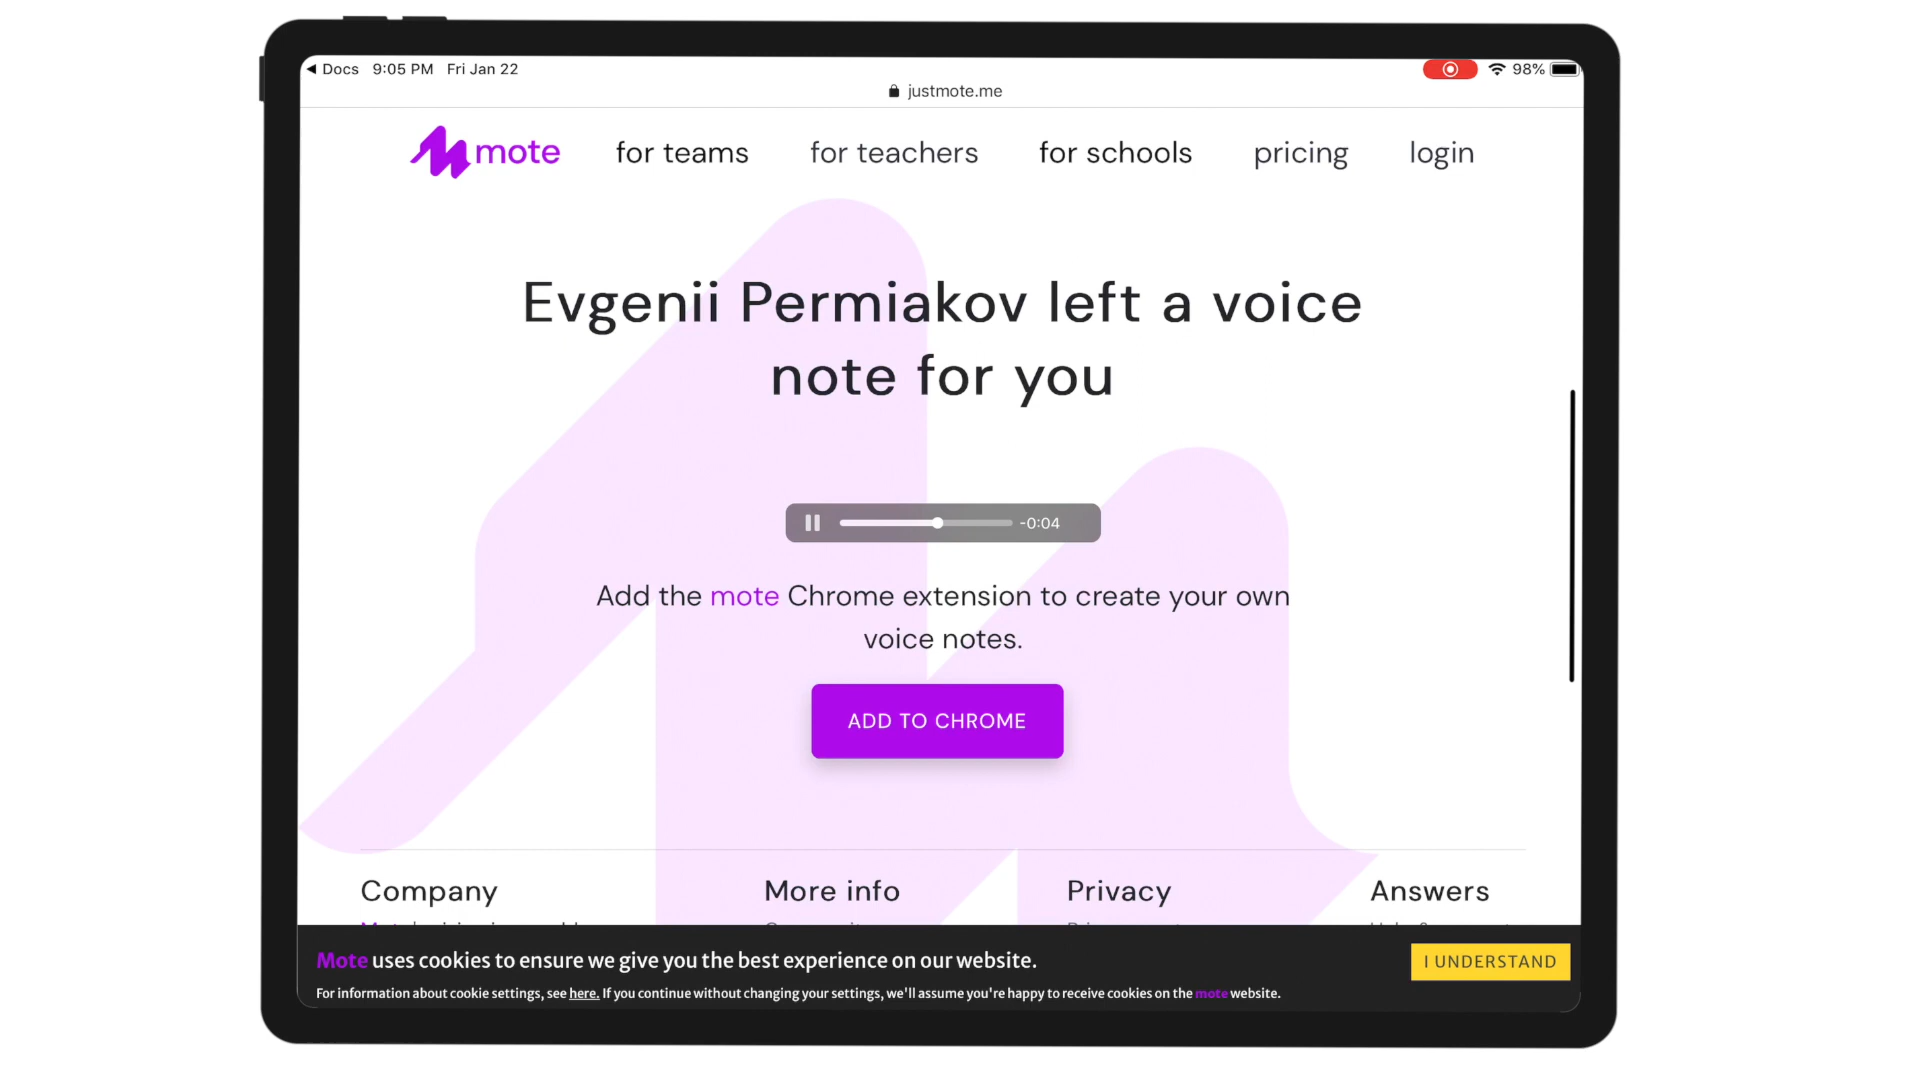 Docs 9:05 PM Fri Jan 22
98%
justmote.me
mote for teams for teachers for schools pricing login
Evgenii Permiakov left a voice
note for you
-0:04
Add the mote Chrome extension to create your own
voice notes.
ADD TO CHROME
Company More info Privacy Answers
Mote uses cookies to ensure we give you the best experience on our website.
I UNDERSTAND
For information about cookie settings, see here. If you continue without changing your settings, we'll assume you're happy to receive cookies on the mote website.